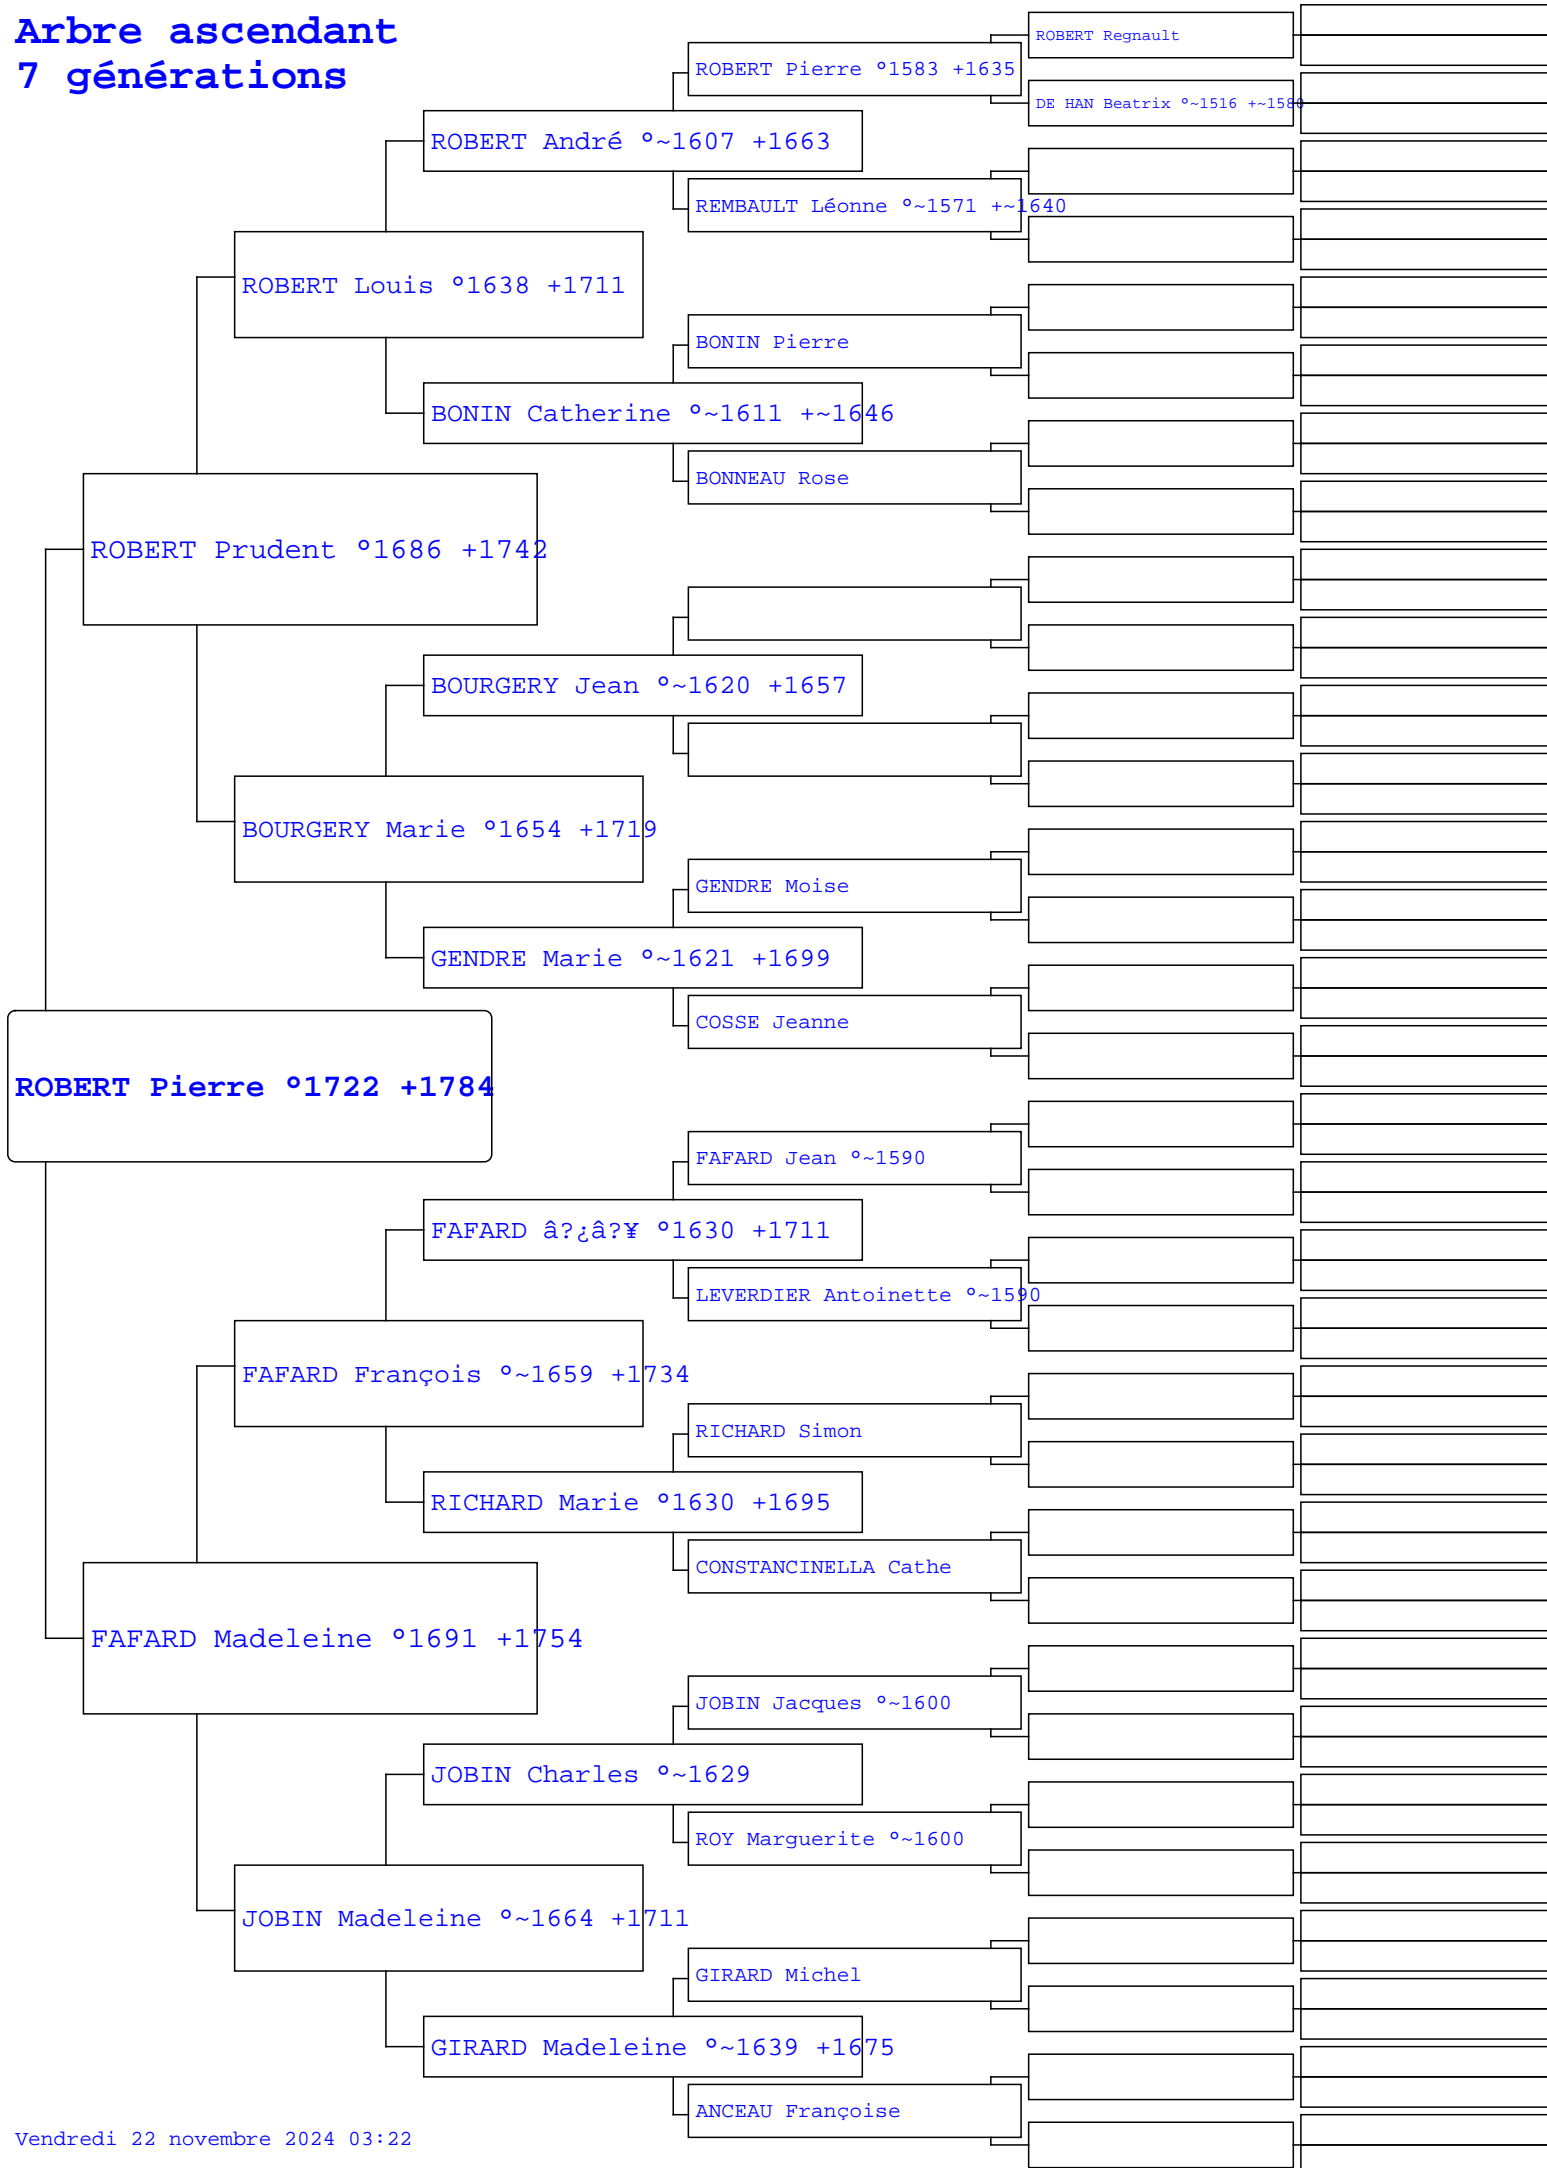 Arbre ascendant
7 générations
ROBERT Regnault
ROBERT Pierre °1583 +1635
DE HAN Beatrix °~1516 +~1580
ROBERT André °~1607 +1663
REMBAULT Léonne °~1571 +~1640
ROBERT Louis °1638 +1711
BONIN Pierre
BONIN Catherine °~1611 +~1646
BONNEAU Rose
ROBERT Prudent °1686 +1742
BOURGERY Jean °~1620 +1657
BOURGERY Marie °1654 +1719
GENDRE Moise
GENDRE Marie °~1621 +1699
COSSE Jeanne
ROBERT Pierre °1722 +1784
FAFARD Jean °~1590
FAFARD â?¿â?¥ °1630 +1711
LEVERDIER Antoinette °~1590
FAFARD François °~1659 +1734
RICHARD Simon
RICHARD Marie °1630 +1695
CONSTANCINELLA Cathe
FAFARD Madeleine °1691 +1754
JOBIN Jacques °~1600
JOBIN Charles °~1629
ROY Marguerite °~1600
JOBIN Madeleine °~1664 +1711
GIRARD Michel
GIRARD Madeleine °~1639 +1675
ANCEAU Françoise
Vendredi 22 novembre 2024 03:22